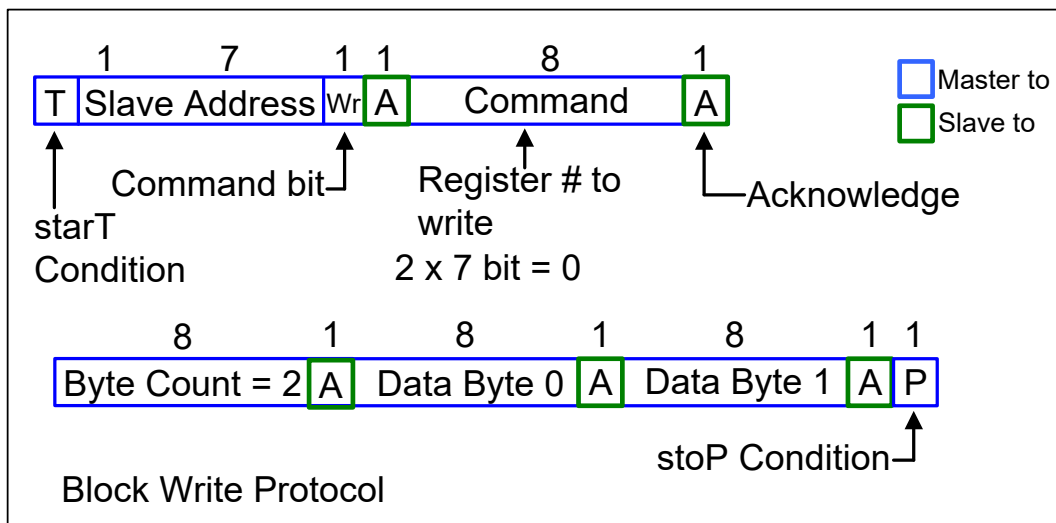 1 7 1 1 8 1
T Slave Address Wr A Command A
Master to
Slave to
Command bit
Register # to
write
Acknowledge
starT
Condition
2 x 7 bit = 0
8 1 8 1 8 1 1
Byte Count = 2 A Data Byte 0 A Data Byte 1 A P
stoP Condition
Block Write Protocol